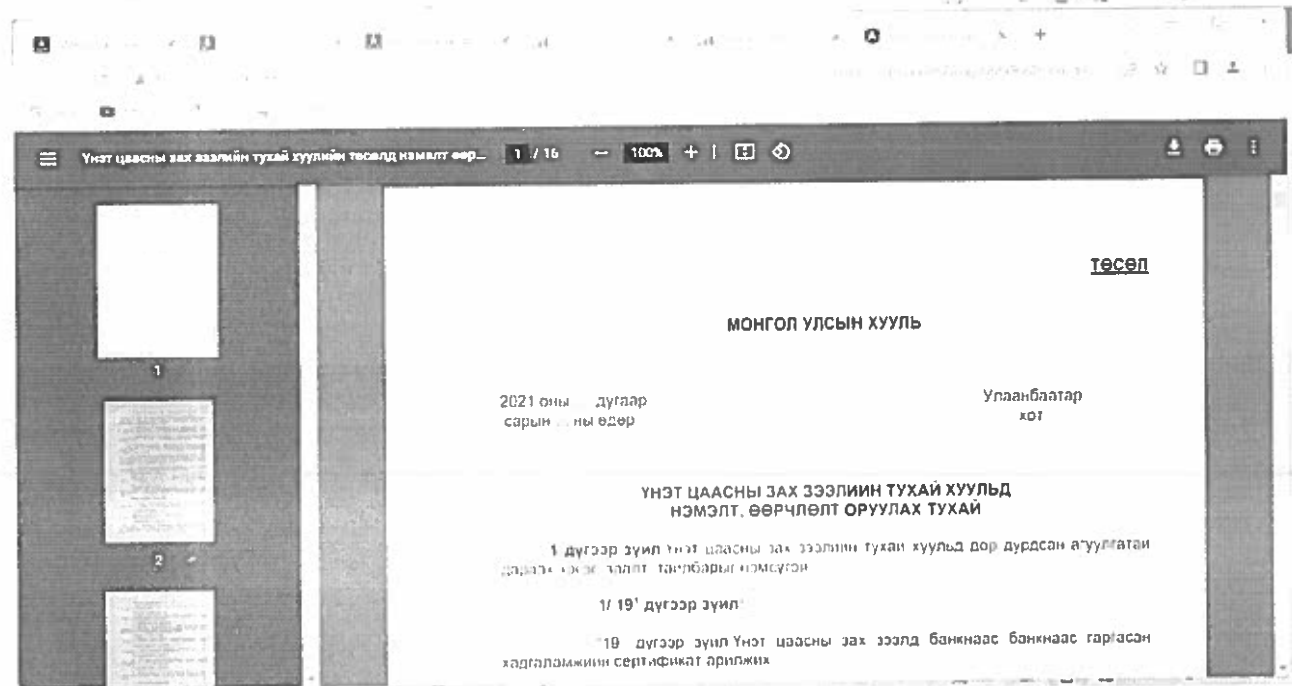 Үнэт цаасны зах зээлийн тухай хуулийн төсөлд нэмэлт өөр...
1 / 16
100%
ТӨСӨЛ
МОНГОЛ УЛСЫН ХУУЛЬ
2021 оны ... дугаар
сарын ... ны өдөр
Улаанбаатар
хот
ҮНЭТ ЦААСНЫ ЗАХ ЗЭЭЛИЙН ТУХАЙ ХУУЛЬД
НЭМЭЛТ, ӨӨРЧЛӨЛТ ОРУУЛАХ ТУХАЙ
1 дүгээр зүйл Үнэт цаасны зах зээлийн тухай хуульд дор дурдсан агуулгатай
1/ 19¹ дүгээр зүйл
19 дүгээр зүйл Үнэт цаасны зах зээлд банкнаас банкнаас гаргасан
хадгаламжийн сертификат арилжих
1
2